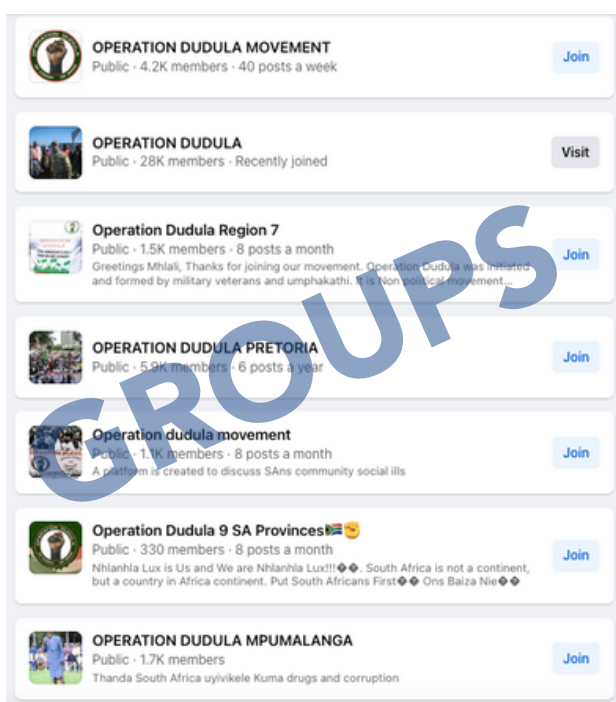 OPERATION DUDULA MOVEMENT
Public · 4.2K members · 40 posts a week
Join
OPERATION DUDULA
Public · 28K members · Recently joined
Visit
Operation Dudula Region 7
Public · 1.5K members · 8 posts a month
Greetings Mhlali, Thanks for joining our movement. Operation Dudula was initiated
and formed by military veterans and umphakathi. It is Non political movement...
Join
OPERATION DUDULA PRETORIA
Public · 5.9K members · 6 posts a year
Join
Operation dudula movement
Public · 1.1K members · 8 posts a month
A platform is created to discuss SAns community social ills
Join
Operation Dudula 9 SA Provinces🇿🇦✊
Public · 330 members · 8 posts a month
Nhlanhla Lux is Us and We are Nhlanhla Lux!!!��. South Africa is not a continent,
but a country in Africa continent. Put South Africans First�� Ons Baiza Nie��
Join
OPERATION DUDULA MPUMALANGA
Public · 1.7K members
Thanda South Africa uyivikele Kuma drugs and corruption
Join
GROUPS